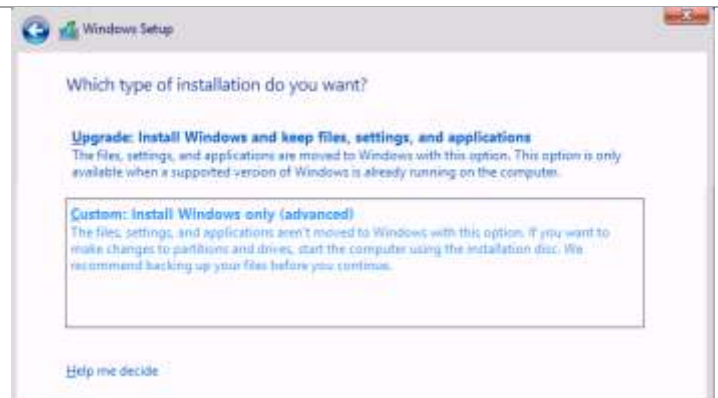 Windows Setup
Which type of installation do you want?
Upgrade: Install Windows and keep files, settings, and applications
The files, settings, and applications are moved to Windows with this option. This option is only
available when a supported version of Windows is already running on the computer.
Custom: Install Windows only (advanced)
The files, settings, and applications aren't moved to Windows with this option. If you want to
make changes to partitions and drives, start the computer using the installation disc. We
recommend backing up your files before you continue.
Help me decide